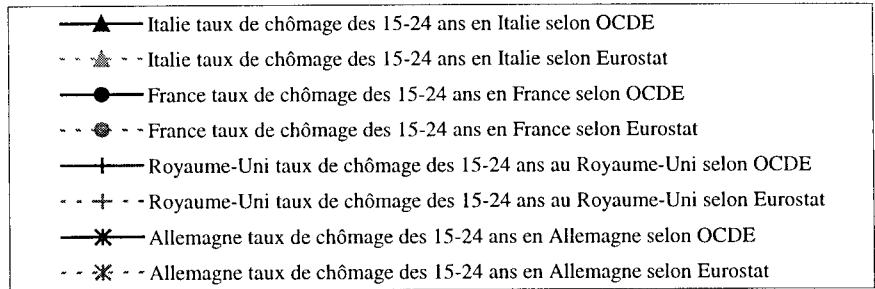 Italie taux de chômage des 15-24 ans en Italie selon OCDE
Italie taux de chômage des 15-24 ans en Italie selon Eurostat
France taux de chômage des 15-24 ans en France selon OCDE
France taux de chômage des 15-24 ans en France selon Eurostat
Royaume-Uni taux de chômage des 15-24 ans au Royaume-Uni selon OCDE
Royaume-Uni taux de chômage des 15-24 ans au Royaume-Uni selon Eurostat
Allemagne taux de chômage des 15-24 ans en Allemagne selon OCDE
Allemagne taux de chômage des 15-24 ans en Allemagne selon Eurostat